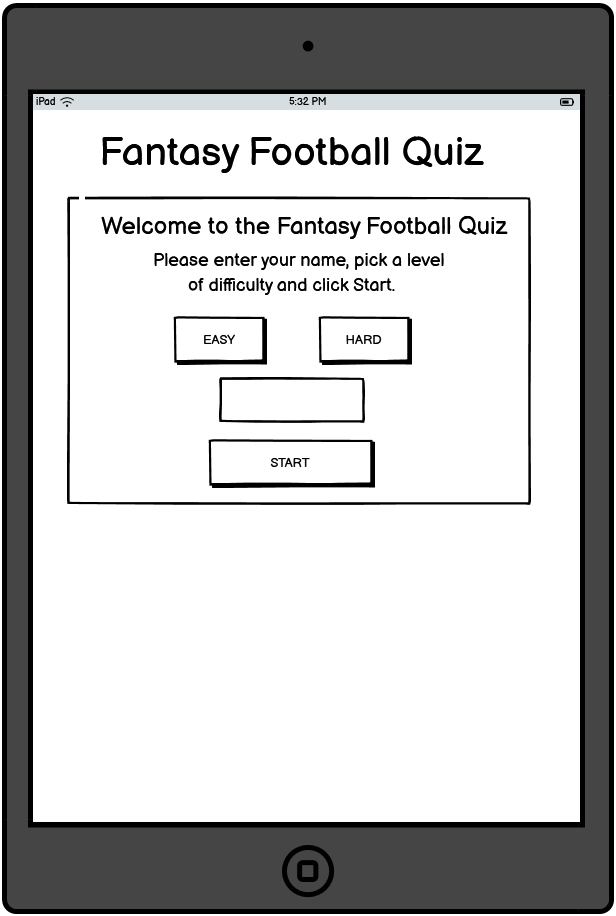 iPad 5:32 PM
Fantasy Football Quiz
Welcome to the Fantasy Football Quiz
Please enter your name, pick a level
of difficulty and click Start.
EASY HARD
START